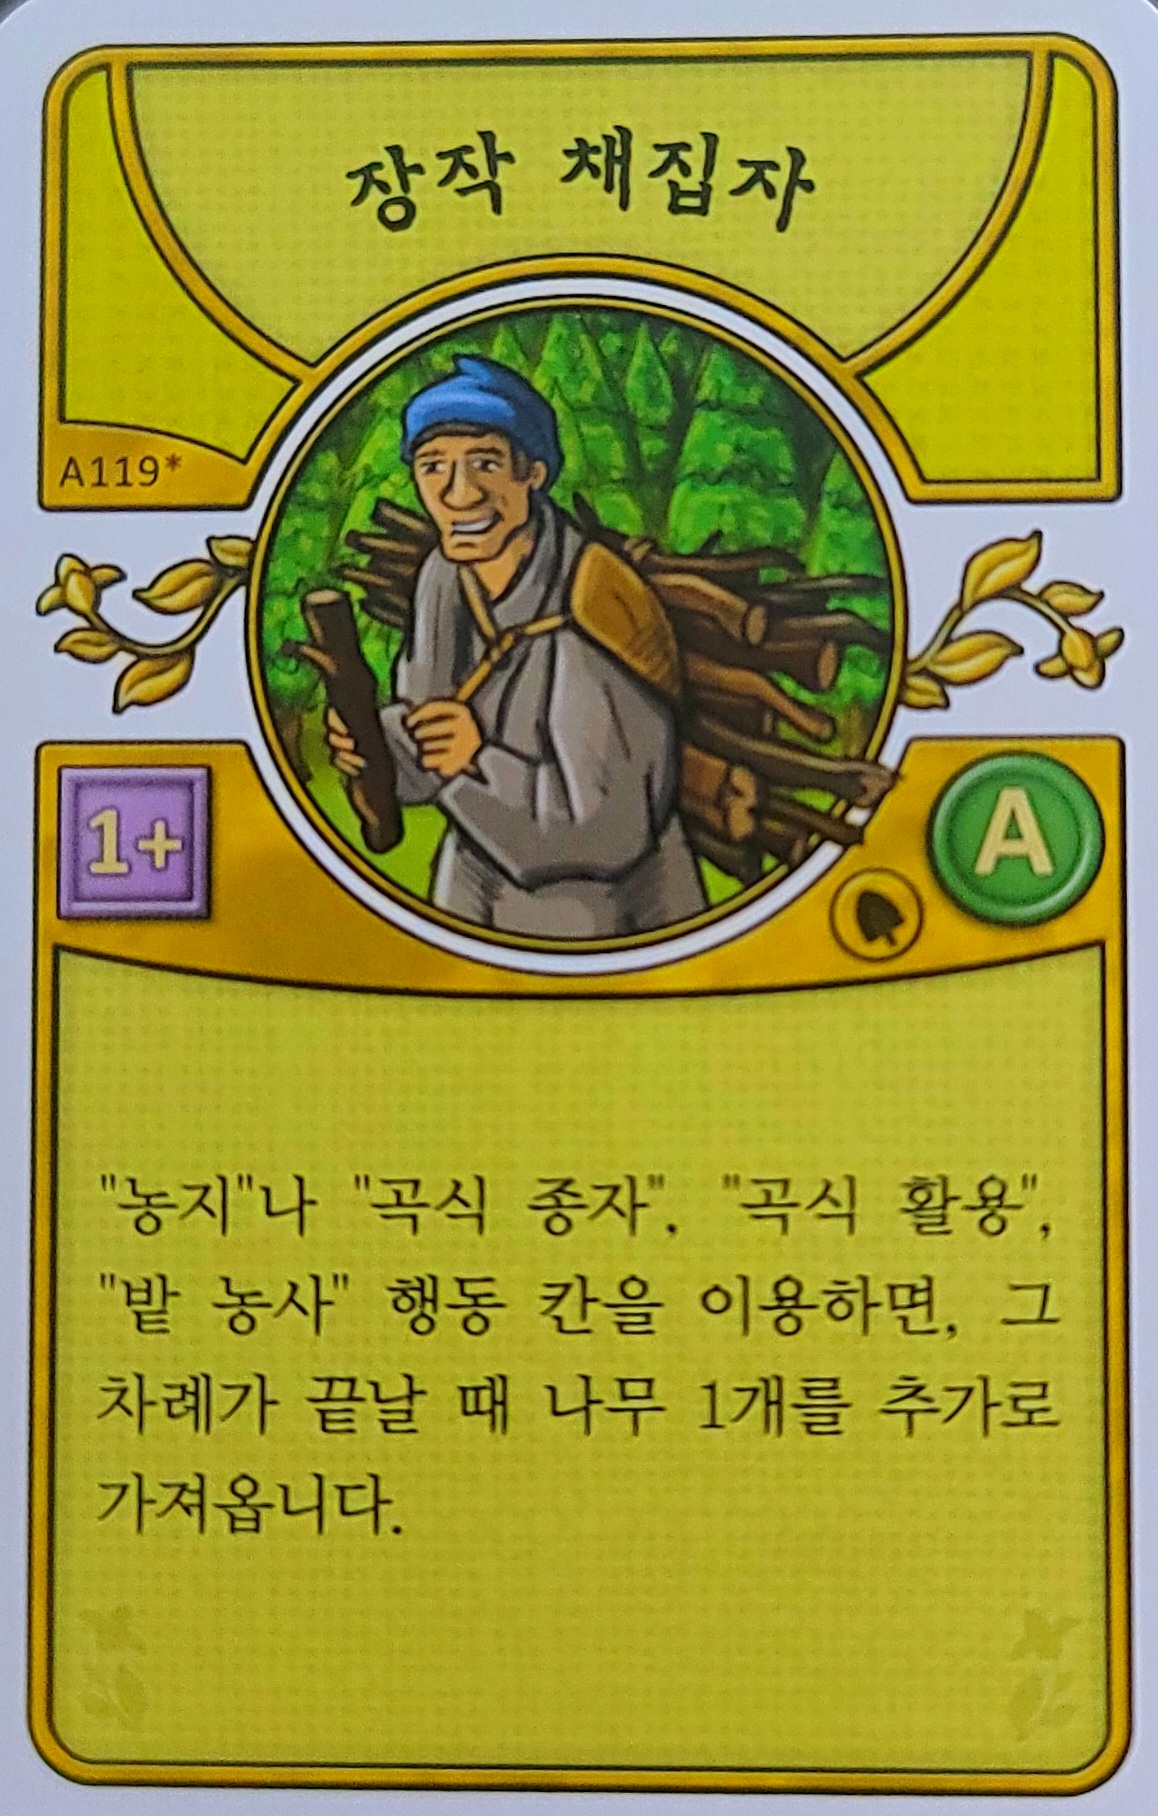 장작 채집자
A119*
1+
A
"농지"나 "곡식 종자", "곡식 활용",
"밭 농사" 행동 칸을 이용하면, 그
차례가 끝날 때 나무 1개를 추가로
가져옵니다.